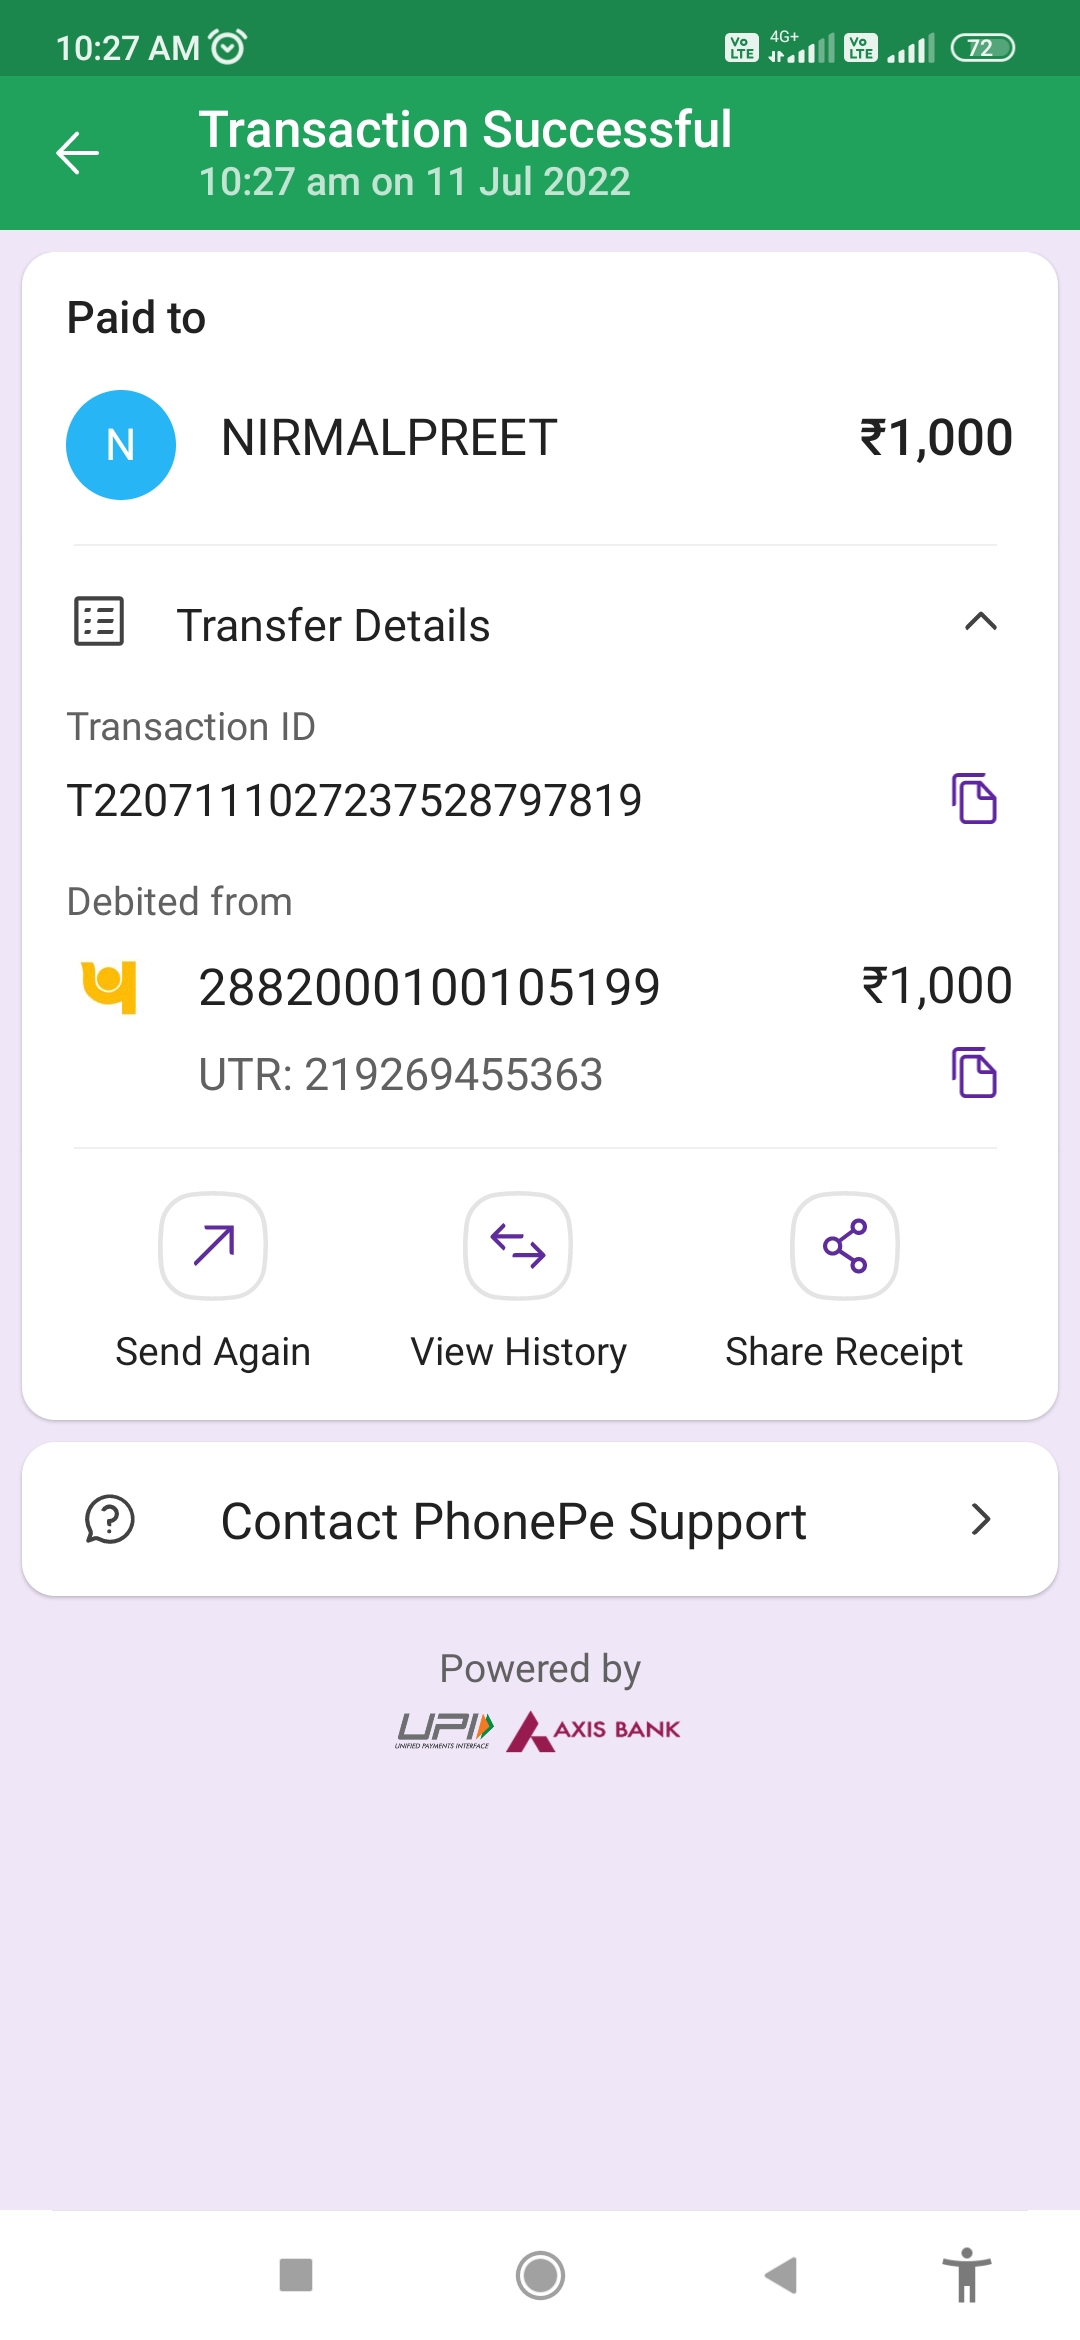 10:27 AM
Vo LTE 4G+ Vo LTE 72
Transaction Successful
10:27 am on 11 Jul 2022
Paid to
N NIRMALPREET ₹1,000
Transfer Details
Transaction ID
T2207111027237528797819
Debited from
2882000100105199 ₹1,000
UTR: 219269455363
Send Again View History Share Receipt
Contact PhonePe Support
Powered by
UPI AXIS BANK
UNIFIED PAYMENTS INTERFACE